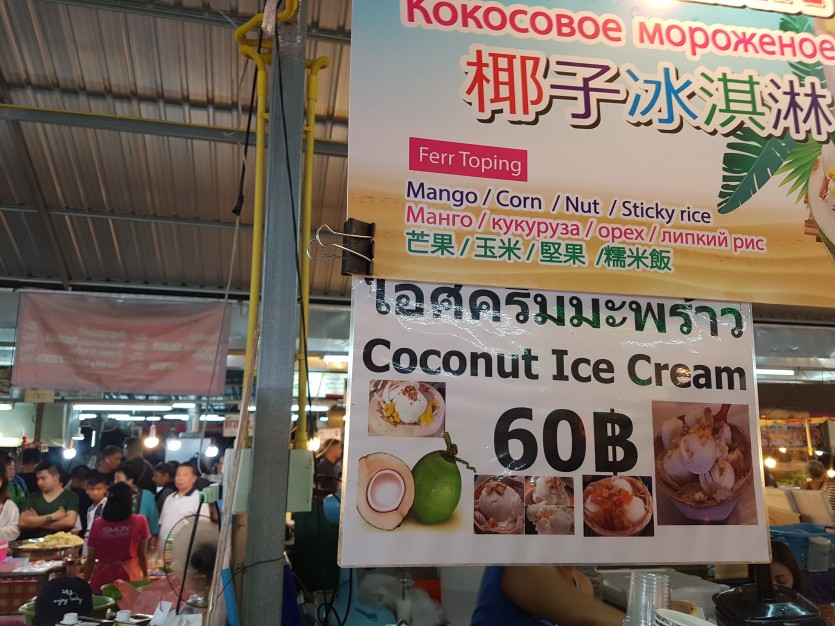 Кокосовое мороженое
椰子冰淇淋
Ferr Toping
Mango / Corn / Nut / Sticky rice
Манго / кукуруза / орех / липкий рис
芒果 / 玉米 / 堅果 /糯米飯
ไอศครีมมะพร้าว
Coconut Ice Cream
60฿